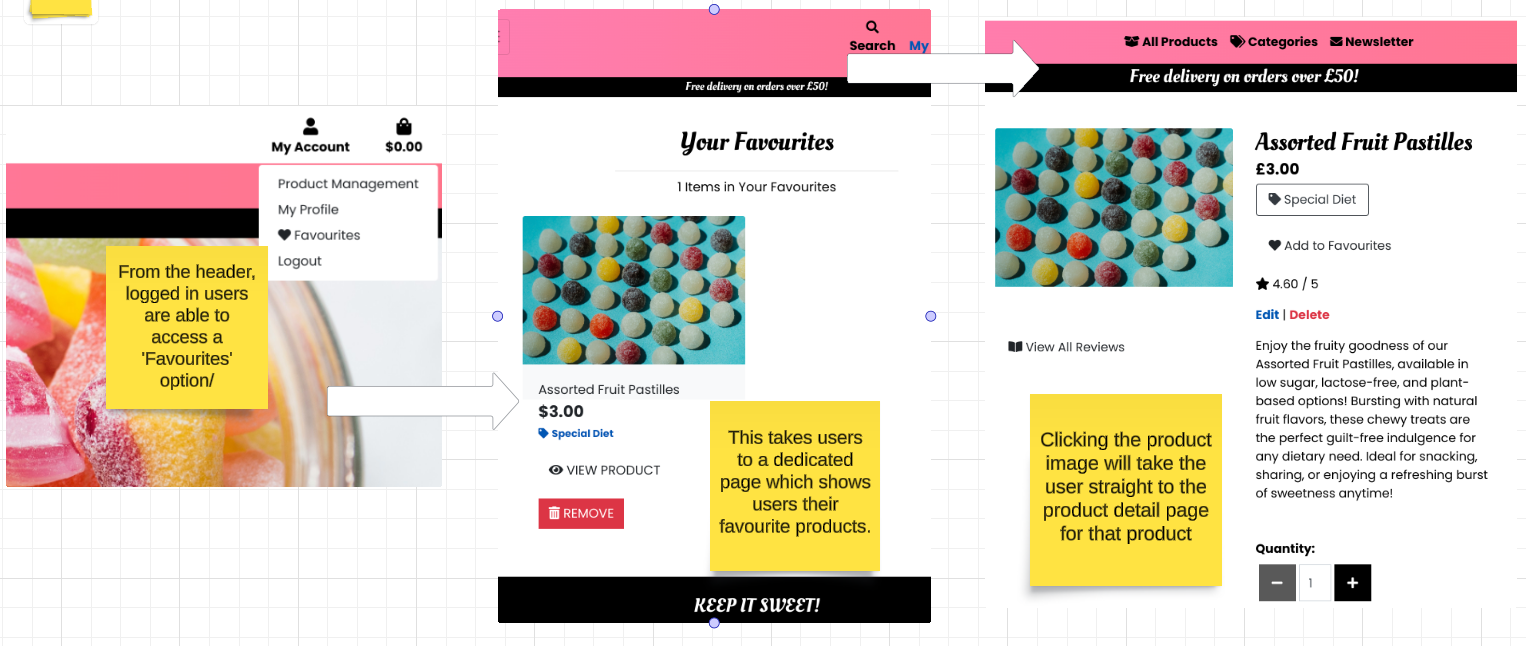 My Account
$0.00
Product Management
My Profile
Favourites
Logout
From the header,
logged in users
are able to
access a
'Favourites'
option/
Search My
Free delivery on orders over £50!
Your Favourites
1 Items in Your Favourites
Assorted Fruit Pastilles
$3.00
Special Diet
VIEW PRODUCT
REMOVE
This takes users
to a dedicated
page which shows
users their
favourite products.
KEEP IT SWEET!
All Products Categories Newsletter
Free delivery on orders over £50!
Assorted Fruit Pastilles
£3.00
Special Diet
Add to Favourites
4.60 / 5
Edit | Delete
View All Reviews
Enjoy the fruity goodness of our
Assorted Fruit Pastilles, available in
low sugar, lactose-free, and plant-
based options! Bursting with natural
fruit flavors, these chewy treats are
the perfect guilt-free indulgence for
any dietary need. Ideal for snacking,
sharing, or enjoying a refreshing burst
of sweetness anytime!
Clicking the product
image will take the
user straight to the
product detail page
for that product
Quantity:
1